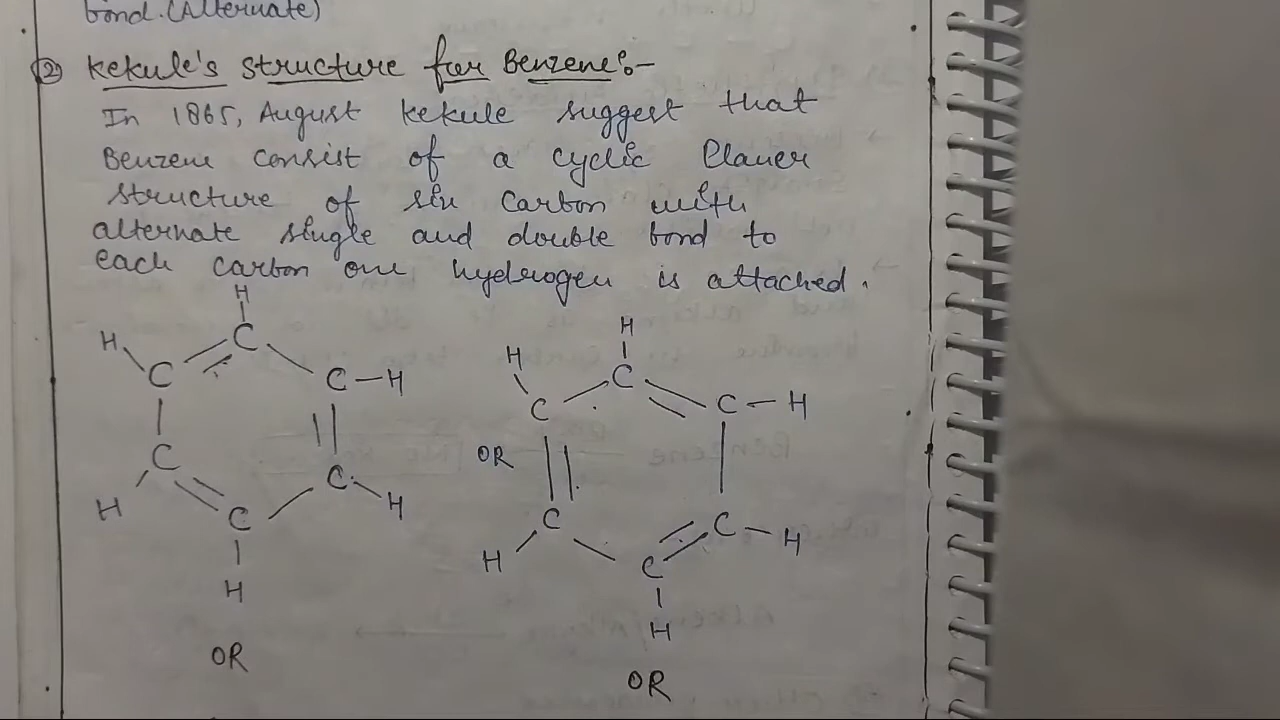 bond. (Alternate)
② Kekule's structure for Benzene:-
In 1865, August kekule suggest that
Benzene consist of a cyclic Planer
structure of six carbon with
alternate single and double bond to
each carbon one hydrogen is attached.
H
H C C-H
C C H
H C
H
OR
H
H C C-H
C
OR
C C-H
H C
H
OR